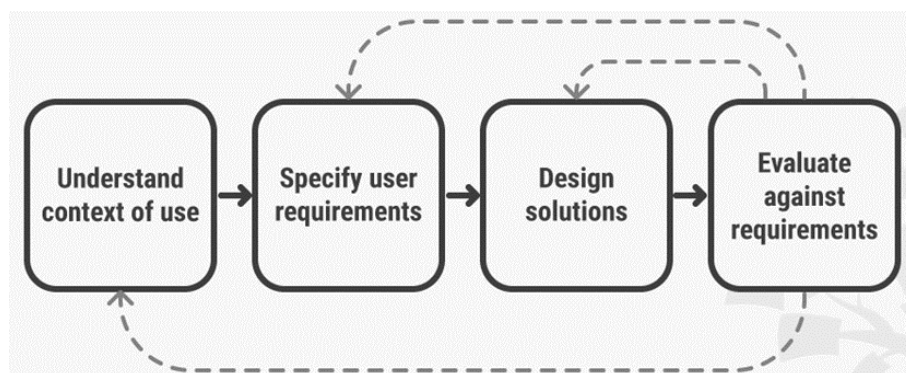 Understand
context of use
Specify user
requirements
Design
solutions
Evaluate
against
requirements